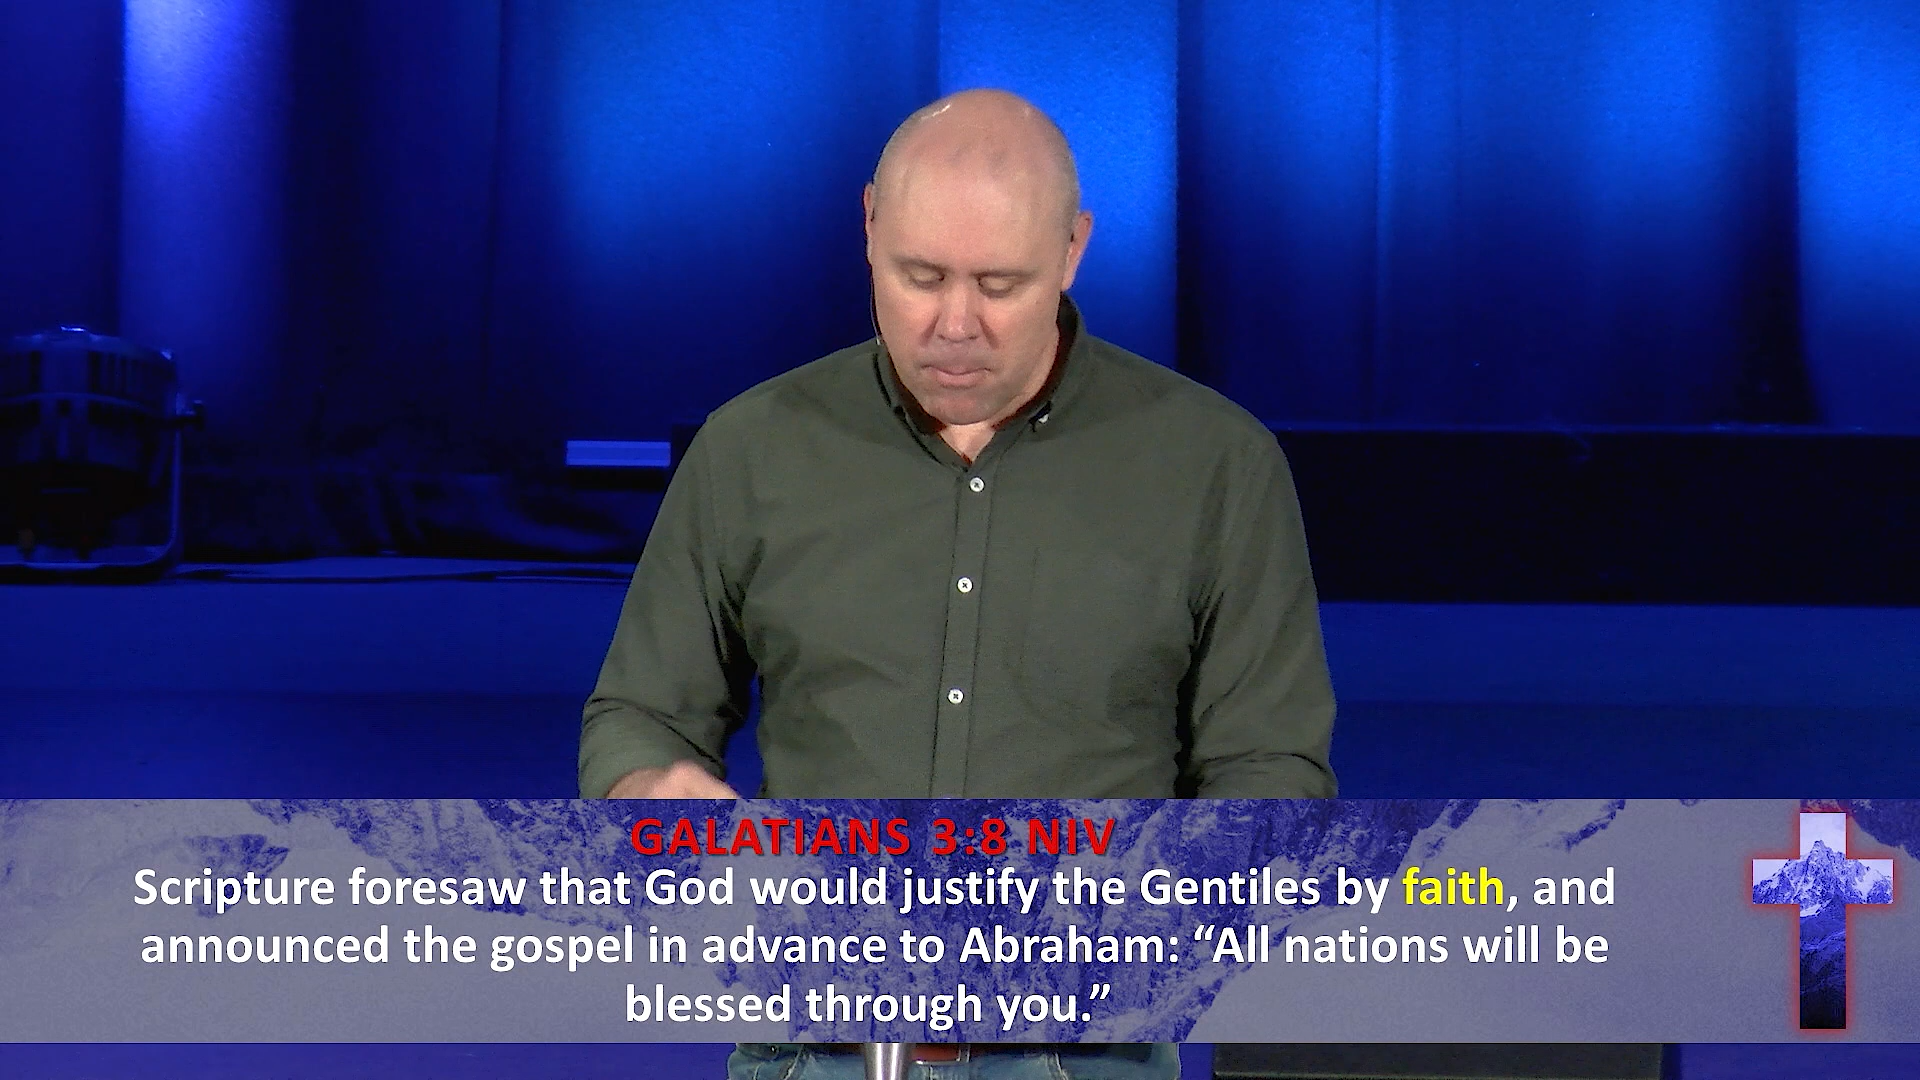 GALATIANS 3:8 NIV
Scripture foresaw that God would justify the Gentiles by faith, and
announced the gospel in advance to Abraham: “All nations will be
blessed through you.”